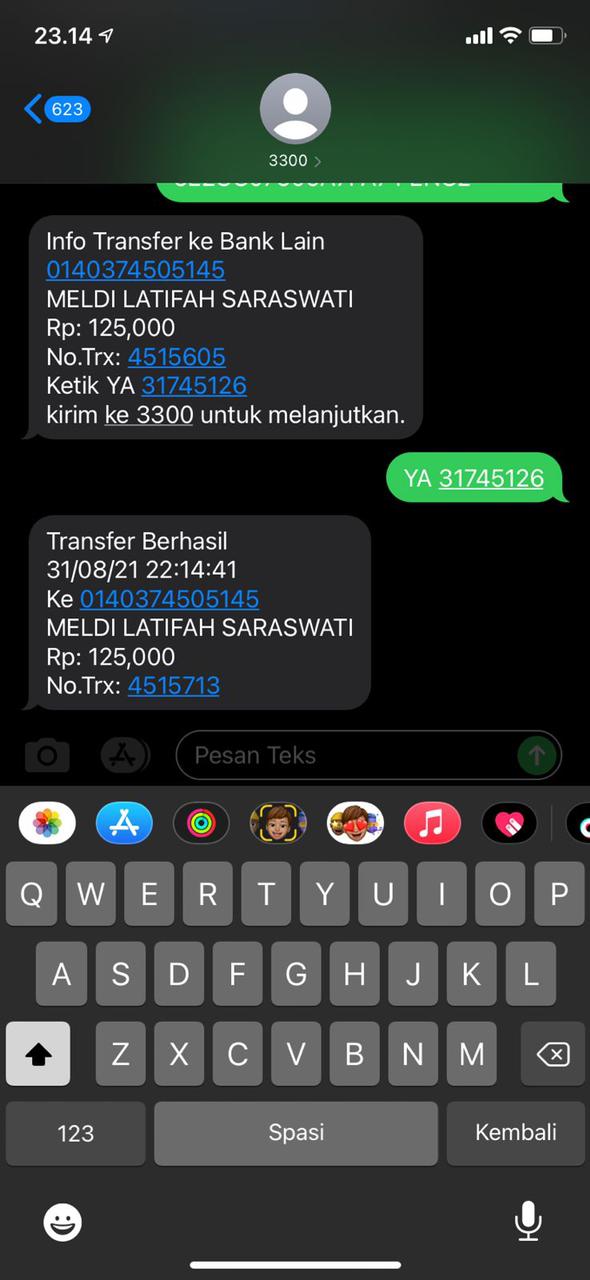 23.14
623
3300
Info Transfer ke Bank Lain
0140374505145
MELDI LATIFAH SARASWATI
Rp: 125,000
No.Trx: 4515605
Ketik YA 31745126
kirim ke 3300 untuk melanjutkan.
YA 31745126
Transfer Berhasil
31/08/21 22:14:41
Ke 0140374505145
MELDI LATIFAH SARASWATI
Rp: 125,000
No.Trx: 4515713
Pesan Teks
Q W E R T Y U I O P
A S D F G H J K L
Z X C V B N M
123 Spasi Kembali